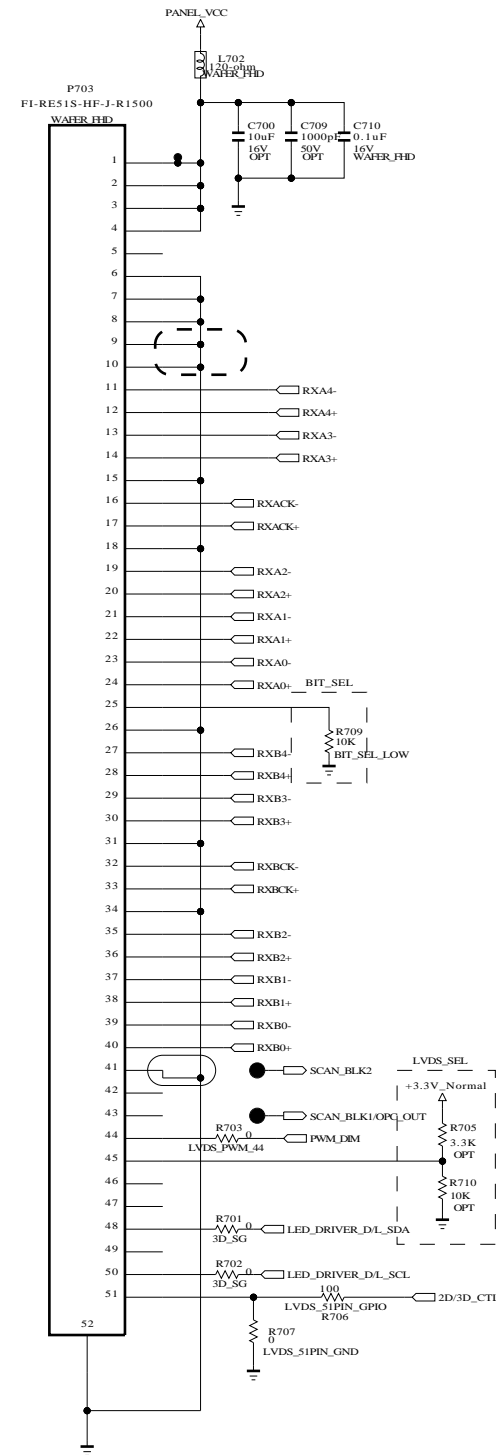 PANEL_VCC
L702
120-ohm
WAFER_FHD
P703
FI-RE51S-HF-J-R1500
WAFER_FHD
C700
10uF
16V
OPT
C709
1000pF
50V
OPT
C710
0.1uF
16V
WAFER_FHD
1
2
3
4
5
6
7
8
9
10
11 RXA4-
12 RXA4+
13 RXA3-
14 RXA3+
15
16 RXACK-
17 RXACK+
18
19 RXA2-
20 RXA2+
21 RXA1-
22 RXA1+
23 RXA0-
24 RXA0+
BIT_SEL
25
R709
10K
BIT_SEL_LOW
26
27 RXB4-
28 RXB4+
29 RXB3-
30 RXB3+
31
32 RXBCK-
33 RXBCK+
34
35 RXB2-
36 RXB2+
37 RXB1-
38 RXB1+
39 RXB0-
40 RXB0+
41 SCAN_BLK2
42
43 SCAN_BLK1/OPC_OUT
LVDS_SEL
+3.3V_Normal
R705
3.3K
OPT
R710
10K
OPT
44 R703 0 PWM_DIM
LVDS_PWM_44
45
46
47
48 R701 0 LED_DRIVER_D/L_SDA
3D_SG
49
50 R702 0 LED_DRIVER_D/L_SCL
3D_SG
51 100 2D/3D_CTL
LVDS_51PIN_GPIO
R706
R707
0
LVDS_51PIN_GND
52